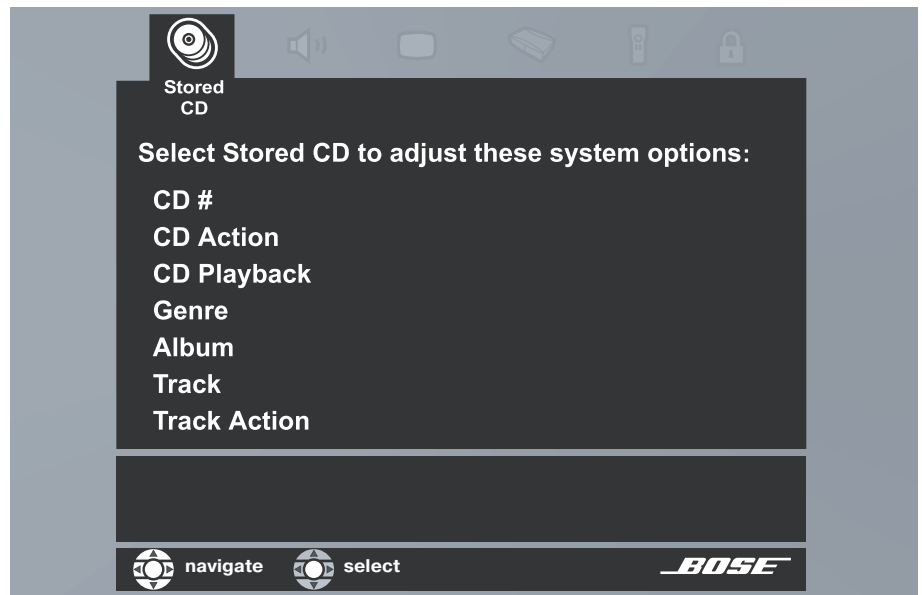 Stored
CD
Select Stored CD to adjust these system options:
CD #
CD Action
CD Playback
Genre
Album
Track
Track Action
navigate select BOSE